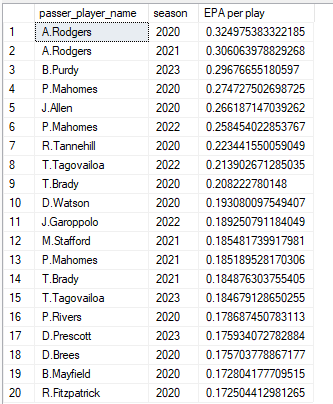 passer_player_name season EPA per play
1 A.Rodgers 2020 0.324975383322185
2 A.Rodgers 2021 0.306063978829268
3 B.Purdy 2023 0.29676655180597
4 P.Mahomes 2020 0.274727502698725
5 J.Allen 2020 0.266187147039262
6 P.Mahomes 2022 0.258454022853767
7 R.Tannehill 2020 0.223441550059049
8 T.Tagovailoa 2022 0.213902671285035
9 T.Brady 2020 0.208222780148
10 D.Watson 2020 0.193080097549407
11 J.Garoppolo 2022 0.189250791184049
12 M.Stafford 2021 0.185481739917981
13 P.Mahomes 2021 0.185189528170306
14 T.Brady 2021 0.184876303755405
15 T.Tagovailoa 2023 0.184679128650255
16 P.Rivers 2020 0.178687450783113
17 D.Prescott 2023 0.175934072782884
18 D.Brees 2020 0.175703778867177
19 B.Mayfield 2020 0.172804177709515
20 R.Fitzpatrick 2020 0.172504412981265